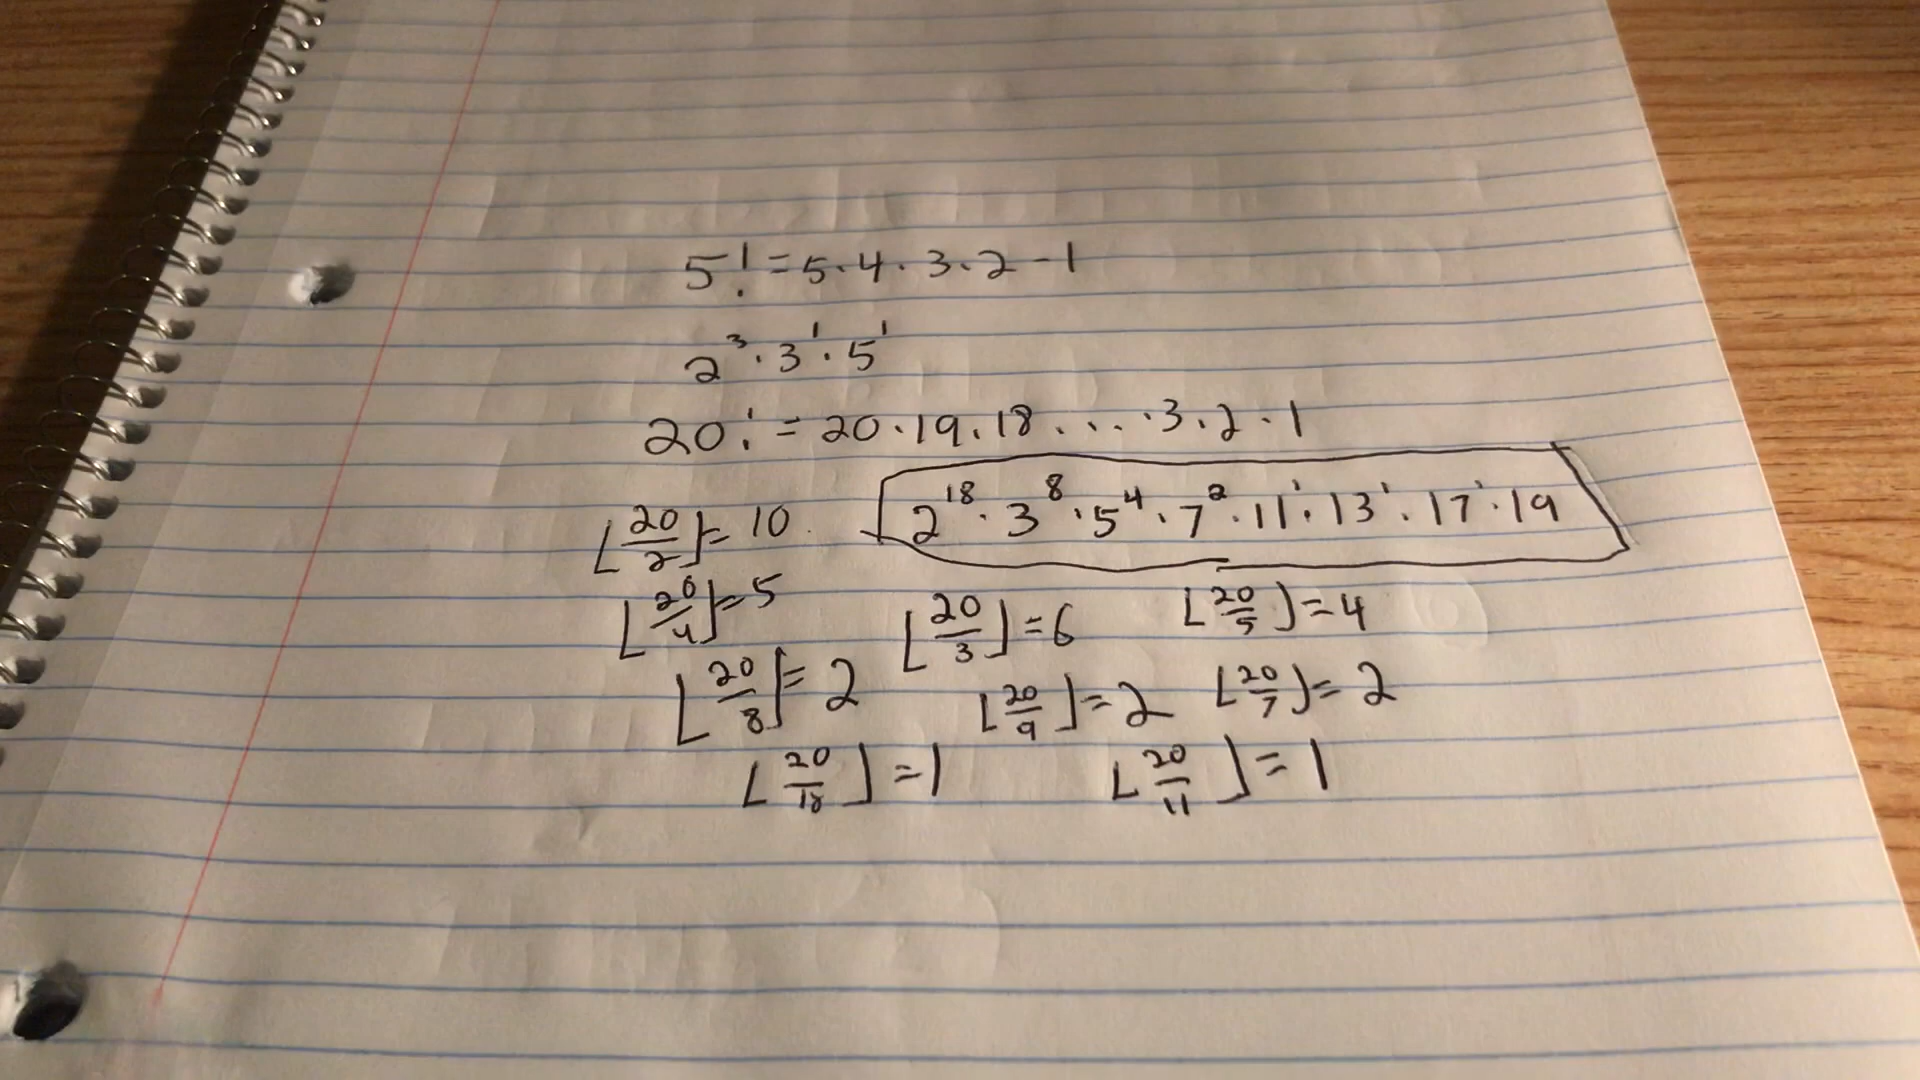 5! = 5 · 4 · 3 · 2 - 1
2³ · 3¹ · 5¹
20! = 20 · 19 · 18 · ... · 3 · 2 · 1
2¹⁸ · 3⁸ · 5⁴ · 7² · 11¹ · 13¹ · 17¹ · 19
⌊20/2⌋ = 10
⌊20/4⌋ = 5
⌊20/3⌋ = 6
⌊20/5⌋ = 4
⌊20/8⌋ = 2
⌊20/9⌋ = 2
⌊20/7⌋ = 2
⌊20/18⌋ = 1
⌊20/11⌋ = 1